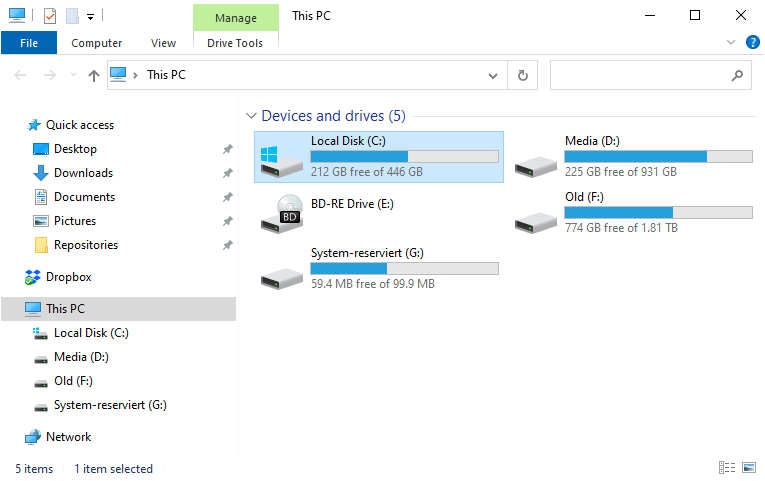 Manage
This PC
File
Computer
View
Drive Tools
?
This PC
Quick access
Desktop
Downloads
Documents
Pictures
Repositories
Dropbox
This PC
Local Disk (C:)
Media (D:)
Old (F:)
System-reserviert (G:)
Network
Devices and drives (5)
Local Disk (C:)
212 GB free of 446 GB
Media (D:)
225 GB free of 931 GB
BD
BD-RE Drive (E:)
Old (F:)
774 GB free of 1.81 TB
System-reserviert (G:)
59.4 MB free of 99.9 MB
5 items
1 item selected